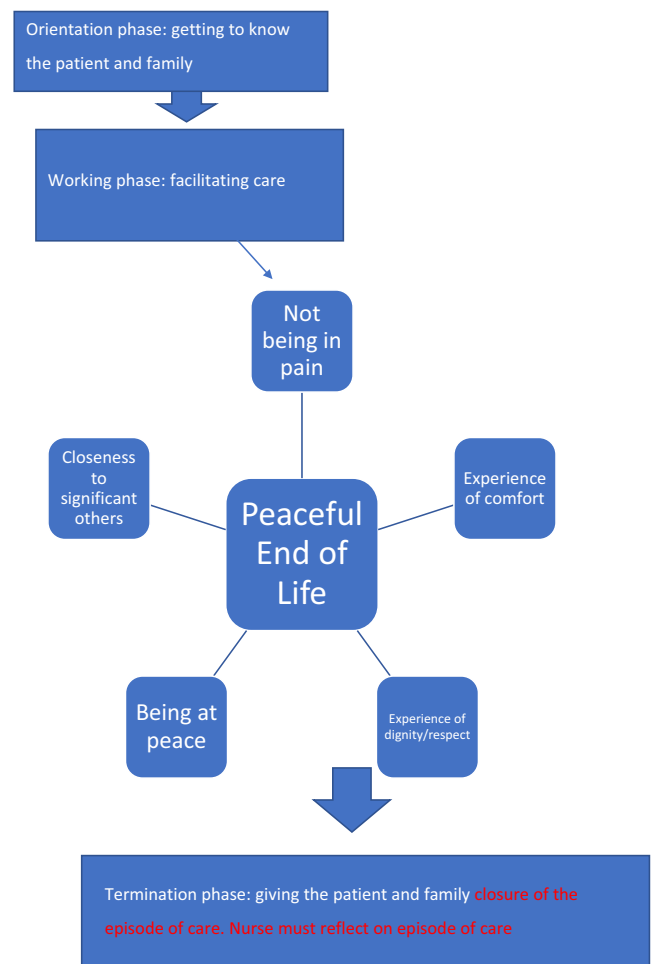 Orientation phase: getting to know
the patient and family
Working phase: facilitating care
Not
being in
pain
Closeness
to
significant
others
Experience
of comfort
Peaceful
End of
Life
Being at
peace
Experience of
dignity/respect
Termination phase: giving the patient and family closure of the
episode of care. Nurse must reflect on episode of care